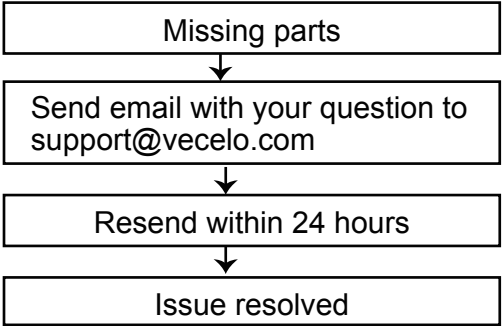 Missing parts
Send email with your question to
support@vecelo.com
Resend within 24 hours
Issue resolved